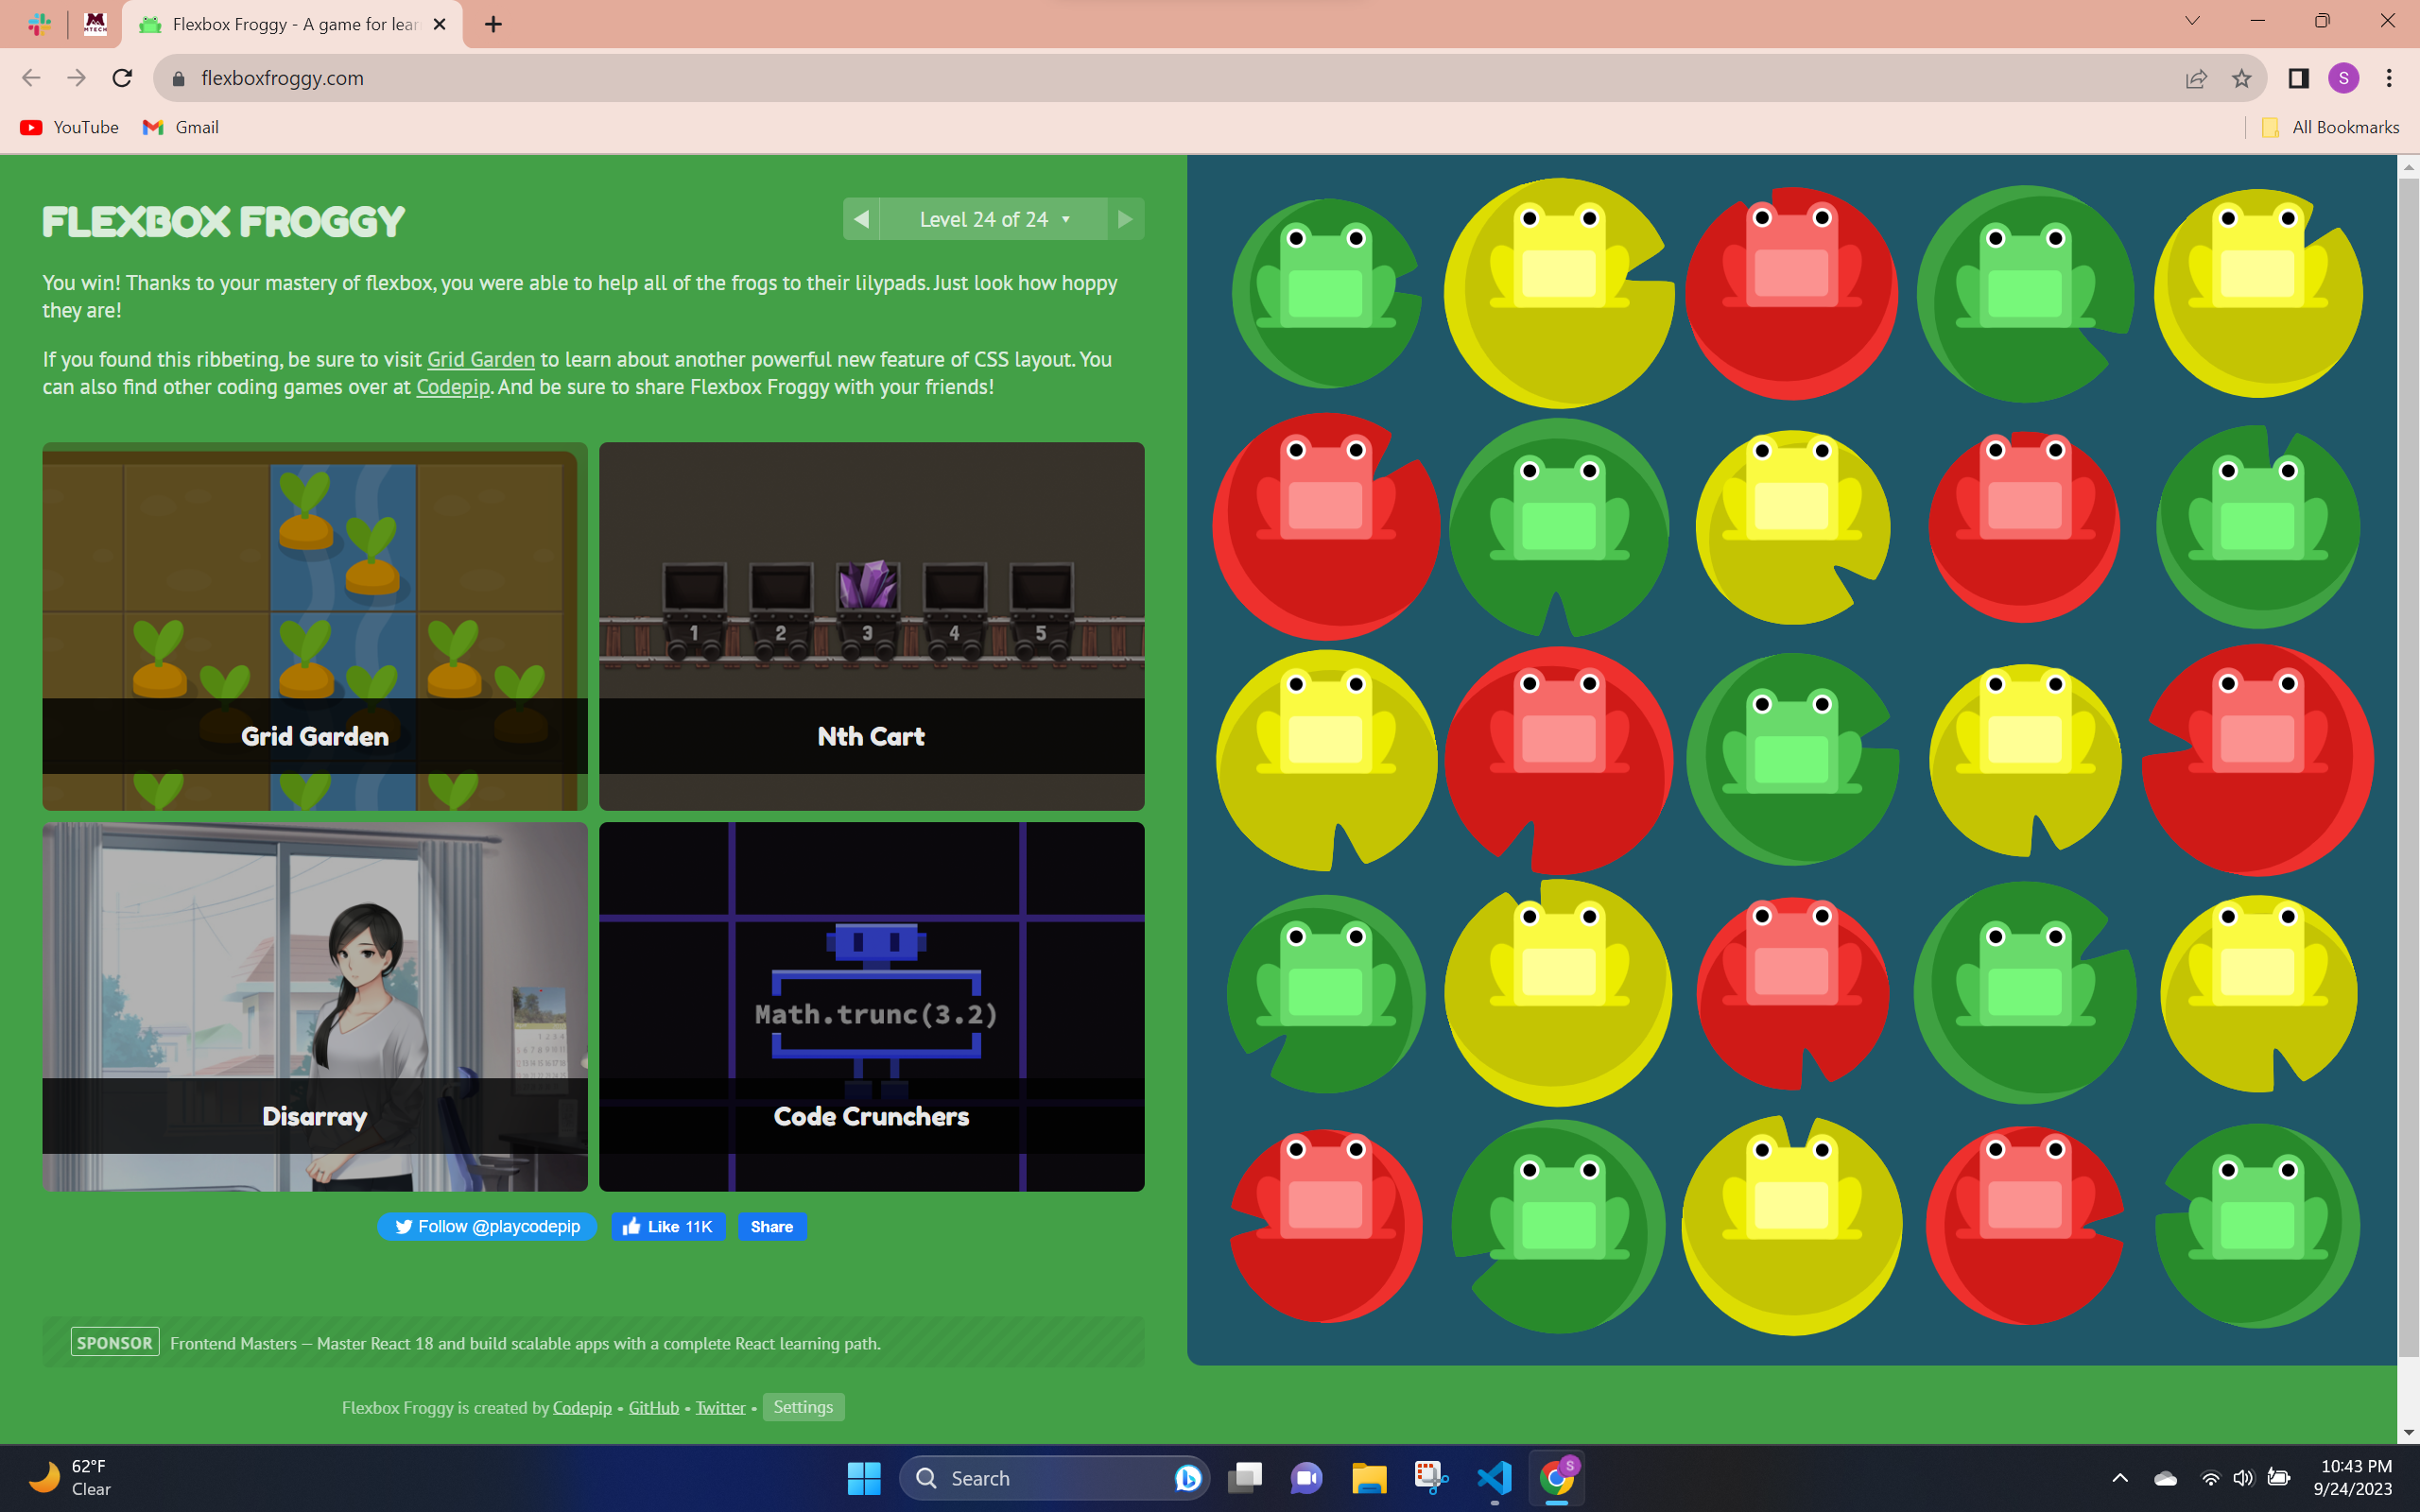 MTECH
Flexbox Froggy - A game for lear
flexboxfroggy.com
S
YouTube
Gmail
All Bookmarks
FLEXBOX FROGGY
Level 24 of 24
You win! Thanks to your mastery of flexbox, you were able to help all of the frogs to their lilypads. Just look how hoppy
they are!
If you found this ribbeting, be sure to visit Grid Garden to learn about another powerful new feature of CSS layout. You
can also find other coding games over at Codepip. And be sure to share Flexbox Froggy with your friends!
1 2 3 4 5
Grid Garden
Nth Cart
Math.trunc(3.2)
Disarray
Code Crunchers
Follow @playcodepip
Like 11K
Share
SPONSOR Frontend Masters — Master React 18 and build scalable apps with a complete React learning path.
Flexbox Froggy is created by Codepip • GitHub • Twitter • Settings
62°F
Clear
Search
S
10:43 PM
9/24/2023